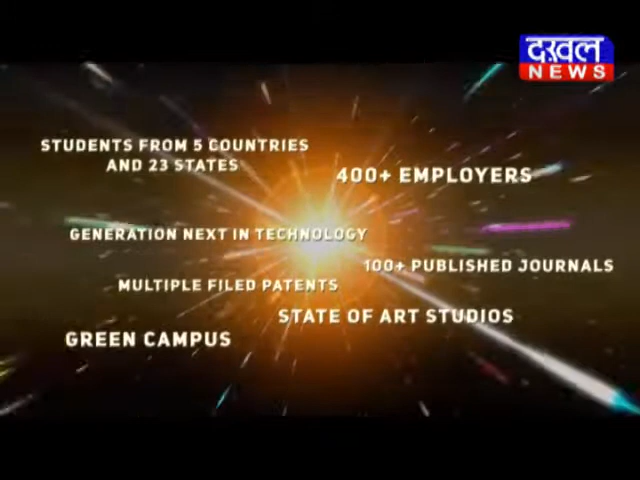 दख़ल
NEWS
STUDENTS FROM 5 COUNTRIES
AND 23 STATES
400+ EMPLOYERS
GENERATION NEXT IN TECHNOLOGY
100+ PUBLISHED JOURNALS
MULTIPLE FILED PATENTS
STATE OF ART STUDIOS
GREEN CAMPUS